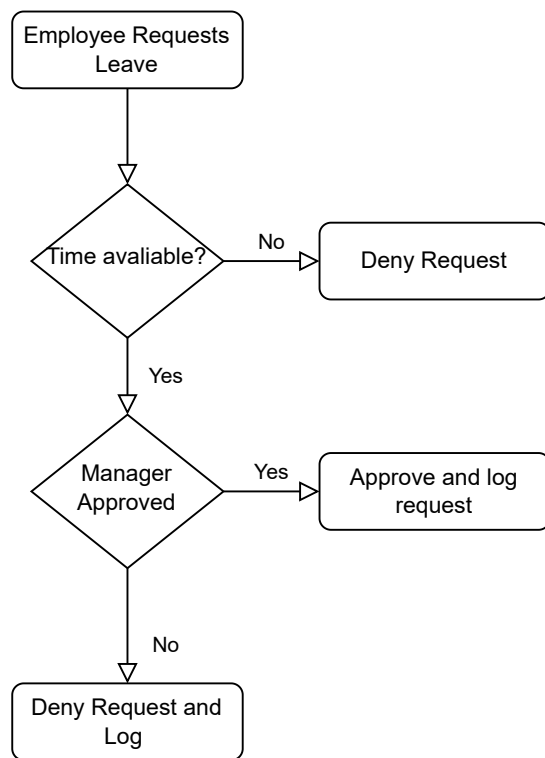 Employee Requests
Leave
Time avaliable?
No
Deny Request
Yes
Manager
Approved
Yes
Approve and log
request
No
Deny Request and
Log